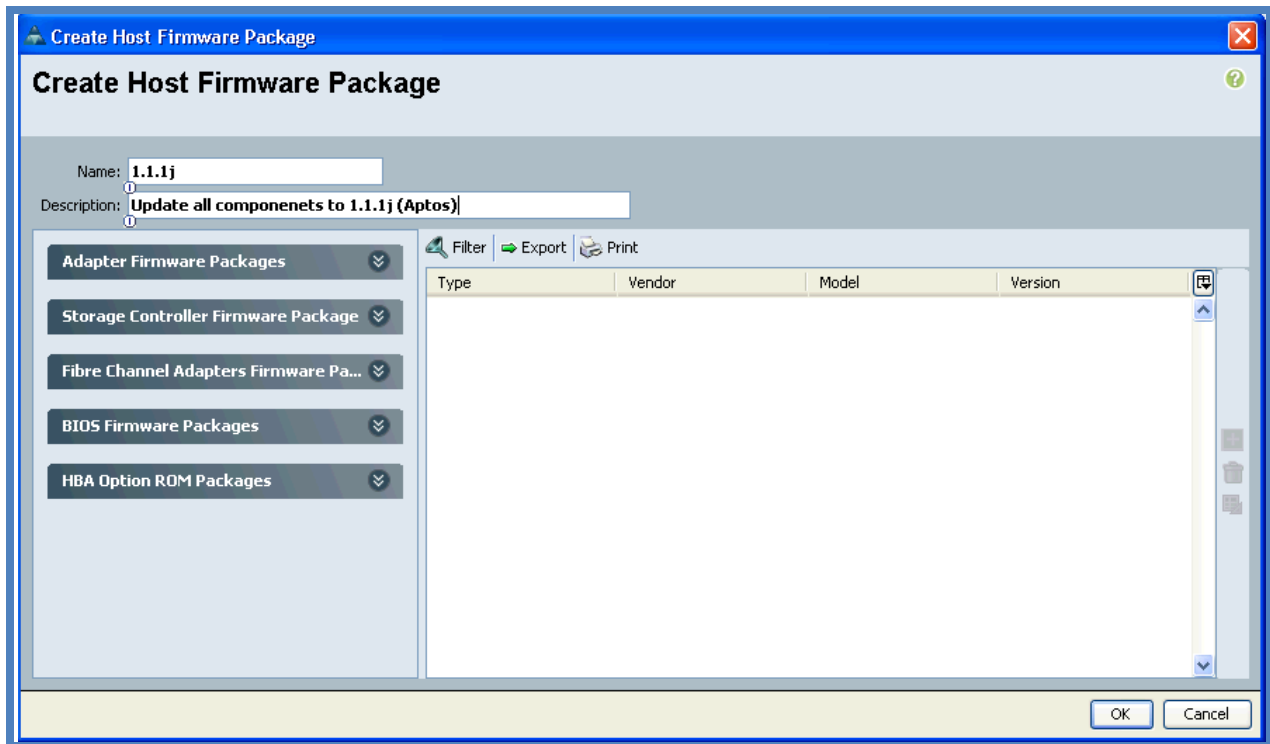 Create Host Firmware Package
Create Host Firmware Package
Name: 1.1.1j
Description: Update all componenets to 1.1.1j (Aptos)
Filter Export Print
Adapter Firmware Packages
Type Vendor Model Version
Storage Controller Firmware Package
Fibre Channel Adapters Firmware Pa...
BIOS Firmware Packages
HBA Option ROM Packages
OK Cancel